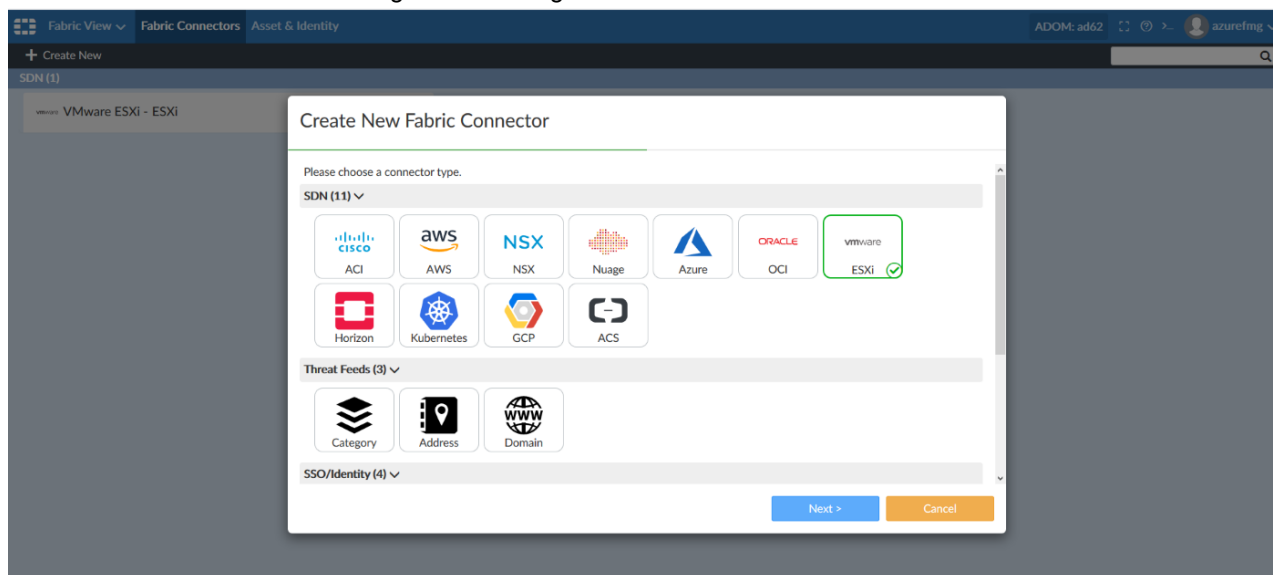 Fabric View Fabric Connectors Asset & Identity ADOM: ad62 azurefmg
+ Create New
SDN (1)
vmware VMware ESXi - ESXi
Create New Fabric Connector
Please choose a connector type.
SDN (11)
CISCO aws NSX ORACLE vmware
ACI AWS NSX Nuage Azure OCI ESXi
Horizon Kubernetes GCP ACS
Threat Feeds (3)
WWW
Category Address Domain
SSO/Identity (4)
Next > Cancel